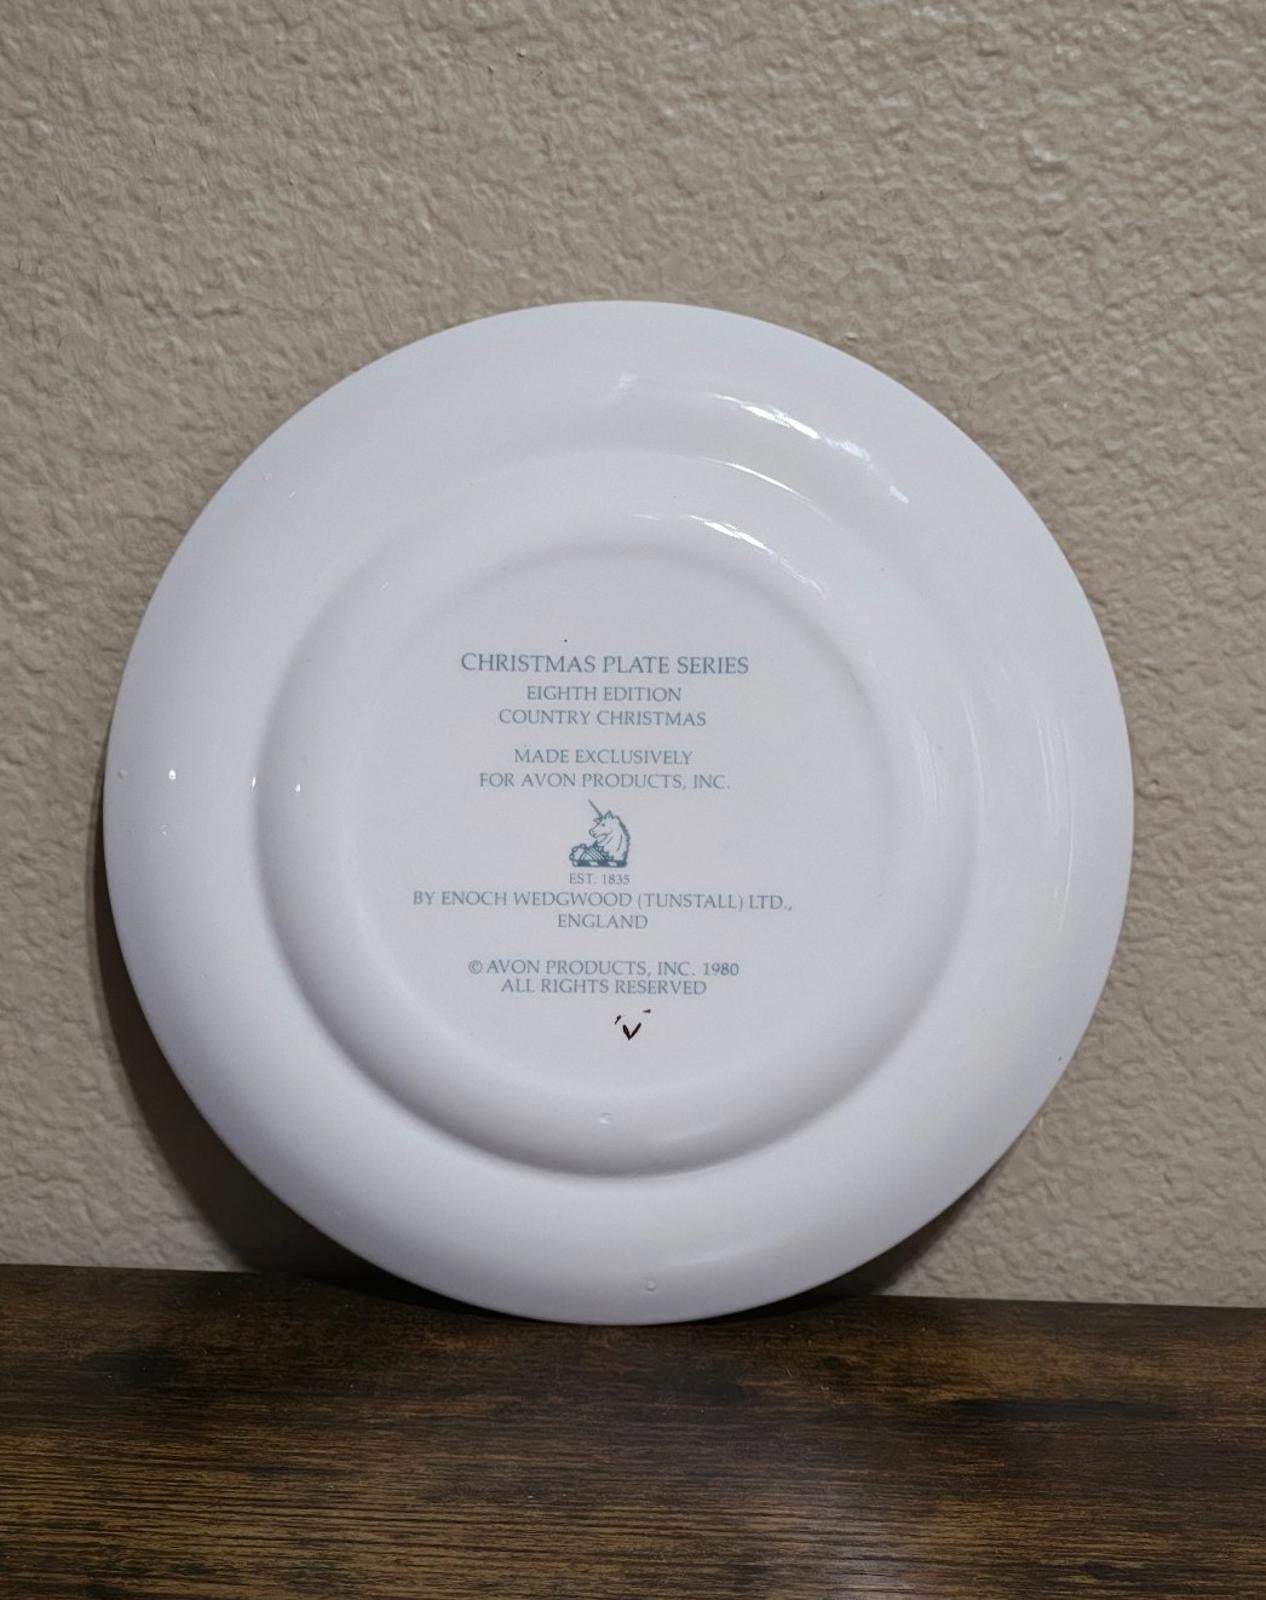 CHRISTMAS PLATE SERIES
EIGHTH EDITION
COUNTRY CHRISTMAS
MADE EXCLUSIVELY
FOR AVON PRODUCTS, INC.
EST. 1835
BY ENOCH WEDGWOOD (TUNSTALL) LTD.,
ENGLAND
© AVON PRODUCTS, INC. 1980
ALL RIGHTS RESERVED